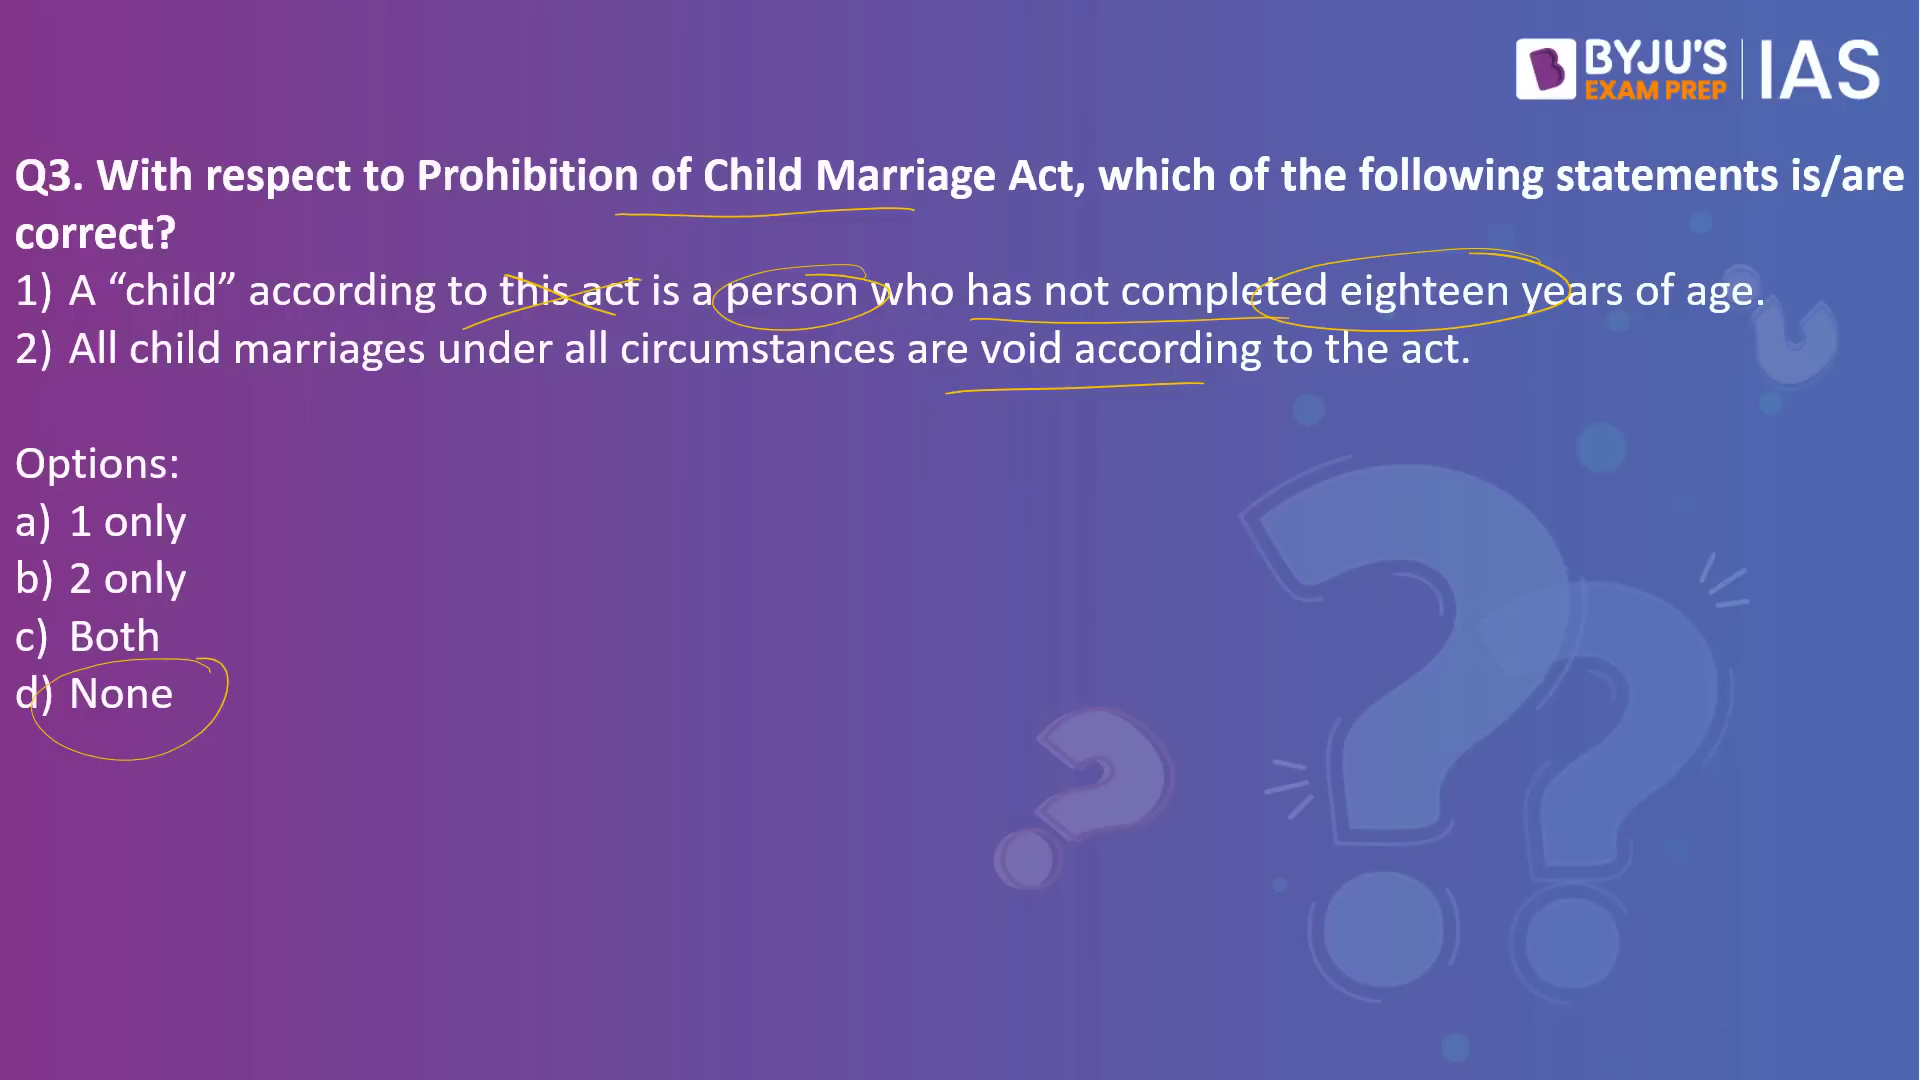 BYJU'S
EXAM PREP
IAS
Q3. With respect to Prohibition of Child Marriage Act, which of the following statements is/are
correct?
1) A “child” according to this act is a person who has not completed eighteen years of age.
2) All child marriages under all circumstances are void according to the act.
Options:
a) 1 only
b) 2 only
c) Both
d) None